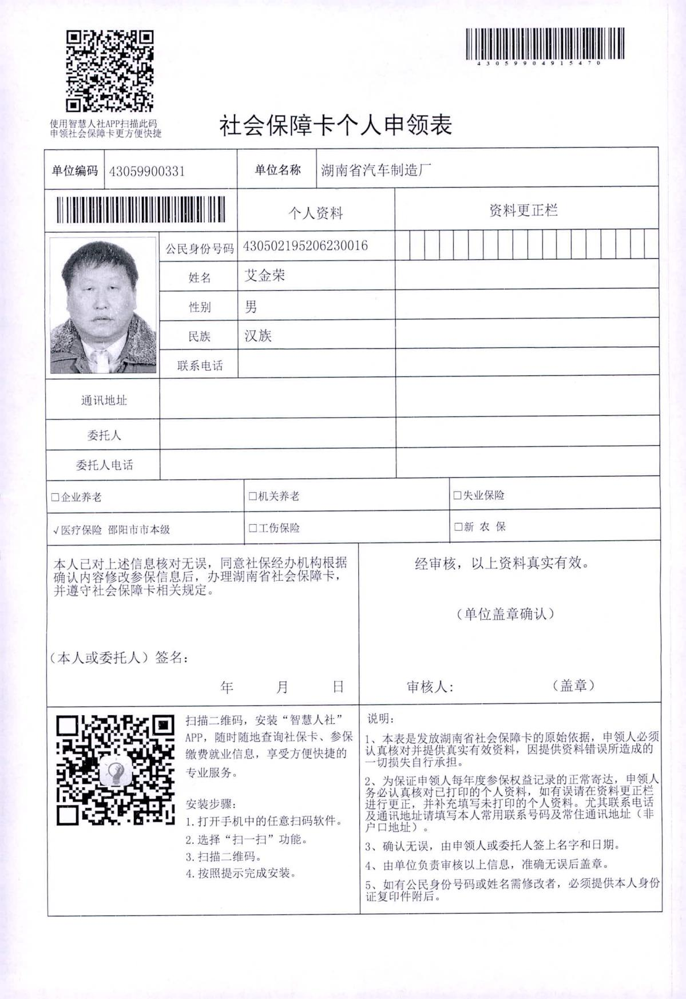 43059904915470
使用智慧人社APP扫描此码
申领社会保障卡更方便快捷
社会保障卡个人申领表
单位编码 43059900331 单位名称 湖南省汽车制造厂
个人资料 资料更正栏
公民身份号码 430502195206230016
姓名 艾金荣
性别 男
民族 汉族
联系电话
通讯地址
委托人
委托人电话
□企业养老 □机关养老 □失业保险
√医疗保险 邵阳市市本级 □工伤保险 □新 农 保
本人已对上述信息核对无误，同意社保经办机构根据
确认内容修改参保信息后，办理湖南省社会保障卡，
并遵守社会保障卡相关规定。
（本人或委托人）签名：
年 月 日
经审核，以上资料真实有效。
（单位盖章确认）
审核人： （盖章）
扫描二维码，安装“智慧人社”
APP，随时随地查询社保卡、参保
缴费就业信息，享受方便快捷的
专业服务。
安装步骤：
1.打开手机中的任意扫码软件。
2.选择“扫一扫”功能。
3.扫描二维码。
4.按照提示完成安装。
说明：
1、本表是发放湖南省社会保障卡的原始依据，申领人必须
认真核对并提供真实有效资料，因提供资料错误所造成的
一切损失自行承担。
2、为保证申领人每年度参保权益记录的正常寄达，申领人
务必认真核对已打印的个人资料，如有误请在资料更正栏
进行更正，并补充填写未打印的个人资料。尤其联系电话
及通讯地址请填写本人常用联系号码及常住通讯地址（非
户口地址）。
3、确认无误，由申领人或委托人签上名字和日期。
4、由单位负责审核以上信息，准确无误后盖章。
5、如有公民身份号码或姓名需修改者，必须提供本人身份
证复印件附后。